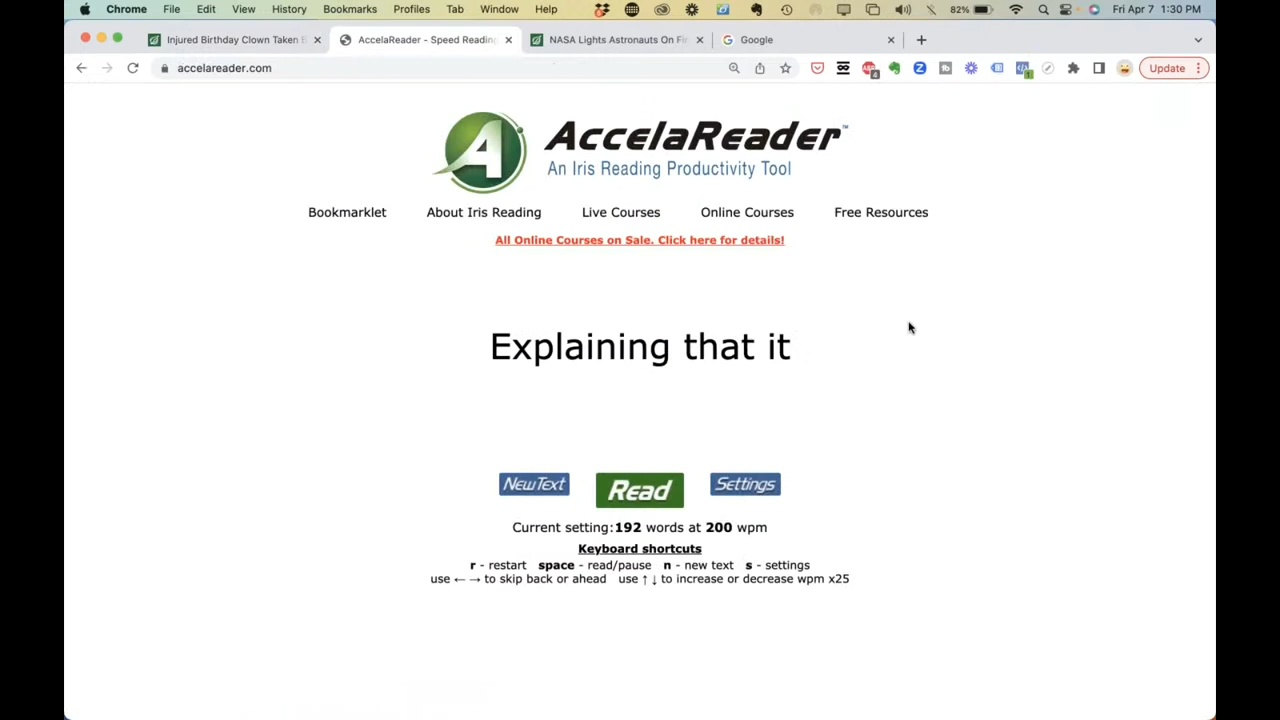 Chrome File Edit View History Bookmarks Profiles Tab Window Help 82% Fri Apr 7 1:30 PM
Injured Birthday Clown Taken B AccelaReader - Speed Reading NASA Lights Astronauts On Fi Google
accelareader.com Update
A AccelaReader™
An Iris Reading Productivity Tool
Bookmarklet About Iris Reading Live Courses Online Courses Free Resources
All Online Courses on Sale. Click here for details!
Explaining that it
New Text Read Settings
Current setting:192 words at 200 wpm
Keyboard shortcuts
r - restart space - read/pause n - new text s - settings
use ←→ to skip back or ahead use ↑↓ to increase or decrease wpm x25